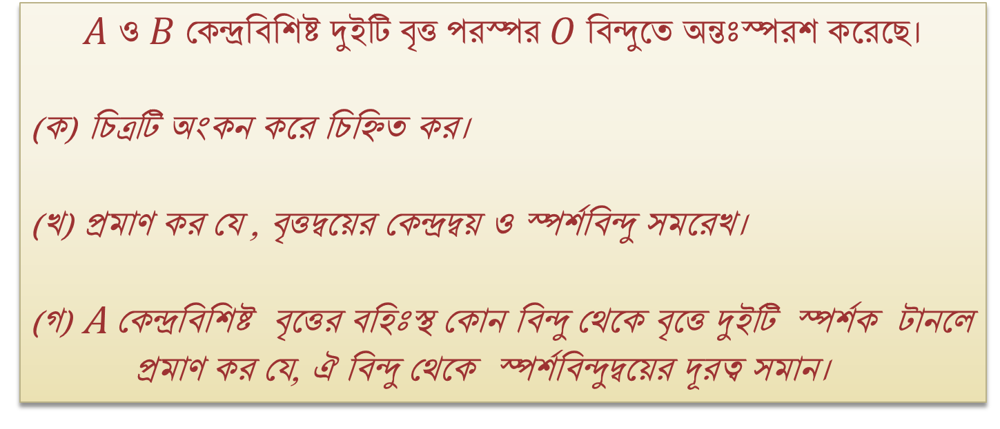 A ও B কেন্দ্রবিশিষ্ট দুইটি বৃত্ত পরস্পর O বিন্দুতে অন্তঃস্পরশ করেছে।
(ক) চিত্রটি অংকন করে চিহ্নিত কর।
(খ) প্রমাণ কর যে , বৃত্তদ্বয়ের কেন্দ্রদ্বয় ও স্পর্শবিন্দু সমরেখ।
(গ) A কেন্দ্রবিশিষ্ট বৃত্তের বহিঃস্থ কোন বিন্দু থেকে বৃত্তে দুইটি স্পর্শক টানলে
প্রমাণ কর যে, ঐ বিন্দু থেকে স্পর্শবিন্দুদ্বয়ের দূরত্ব সমান।